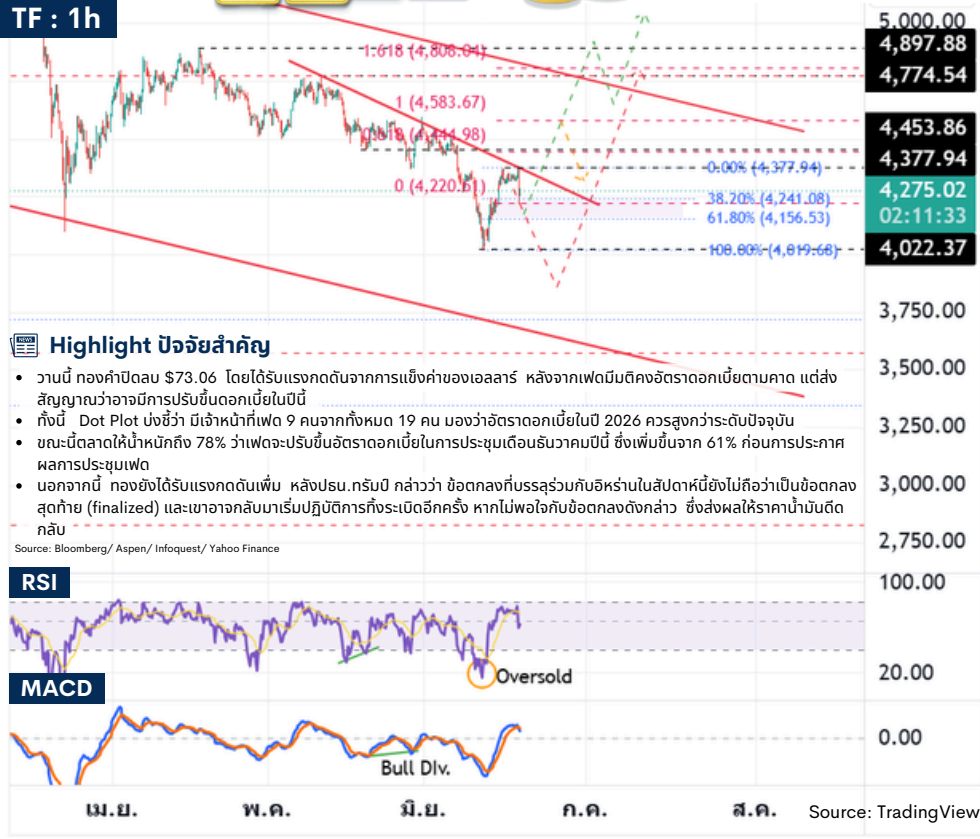 TF : 1h
5,000.00
4,897.88
1.618 (4,808.04)
4,774.54
1 (4,583.67)
4,453.86
0.618 (4,444.98)
4,377.94
0.00% (4,377.94)
0 (4,220.61)
4,275.02
38.20% (4,241.08)
02:11:33
61.80% (4,156.53)
4,022.37
100.00% (4,019.68)
3,750.00
3,500.00
3,250.00
3,000.00
2,750.00
NEWS
Highlight ปัจจัยสำคัญ
• วานนี้ ทองคำปิดลบ $73.06 โดยได้รับแรงกดดันจากการแข็งค่าของเอลลาร์ หลังจากเฟดมีมติคงอัตราดอกเบี้ยตามคาด แต่ส่ง
สัญญาณว่าอาจมีการปรับขึ้นดอกเบี้ยในปีนี้
• ทั้งนี้ Dot Plot บ่งชี้ว่า มีเจ้าหน้าที่เฟด 9 คนจากทั้งหมด 19 คน มองว่าอัตราดอกเบี้ยในปี 2026 ควรสูงกว่าระดับปัจจุบัน
• ขณะนี้ตลาดให้น้ำหนักถึง 78% ว่าเฟดจะปรับขึ้นอัตราดอกเบี้ยในการประชุมเดือนธันวาคมปีนี้ ซึ่งเพิ่มขึ้นจาก 61% ก่อนการประกาศ
ผลการประชุมเฟด
• นอกจากนี้ ทองยังได้รับแรงกดดันเพิ่ม หลังปธน.ทรัมป์ กล่าวว่า ข้อตกลงที่บรรลุร่วมกับอิหร่านในสัปดาห์นี้ยังไม่ถือว่าเป็นข้อตกลง
สุดท้าย (finalized) และเขาอาจกลับมาเริ่มปฏิบัติการทิ้งระเบิดอีกครั้ง หากไม่พอใจกับข้อตกลงดังกล่าว ซึ่งส่งผลให้ราคาน้ำมันดีด
กลับ
Source: Bloomberg/ Aspen/ Infoquest/ Yahoo Finance
RSI
100.00
20.00
Oversold
MACD
0.00
Bull DIv.
เม.ย.
พ.ค.
มิ.ย.
ก.ค.
ส.ค.
Source: TradingView